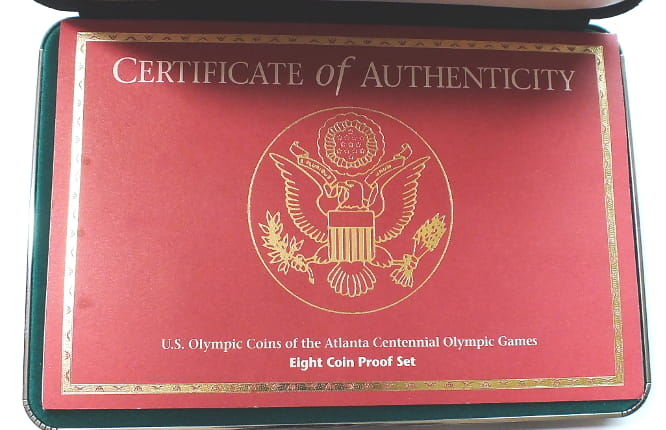 CERTIFICATE of AUTHENTICITY
U.S. Olympic Coins of the Atlanta Centennial Olympic Games
Eight Coin Proof Set